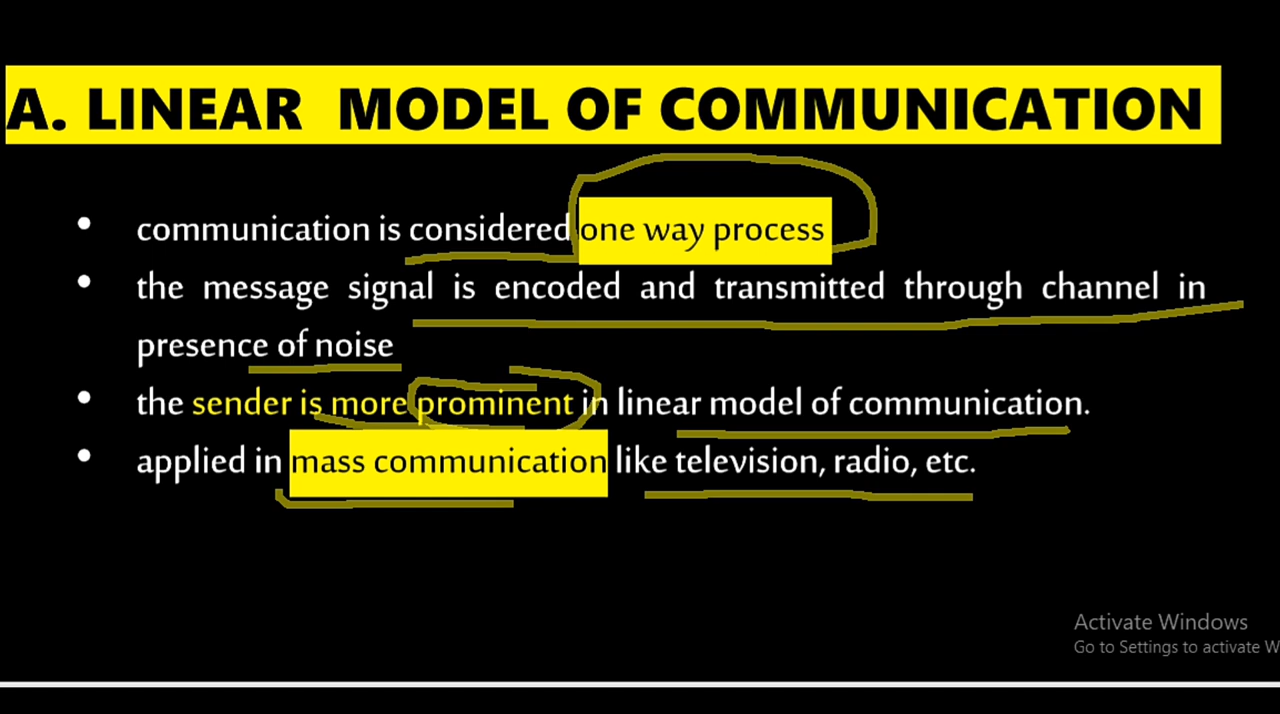 A. LINEAR MODEL OF COMMUNICATION
• communication is considered one way process
• the message signal is encoded and transmitted through channel in
presence of noise
• the sender is more prominent in linear model of communication.
• applied in mass communication like television, radio, etc.
Activate Windows
Go to Settings to activate W